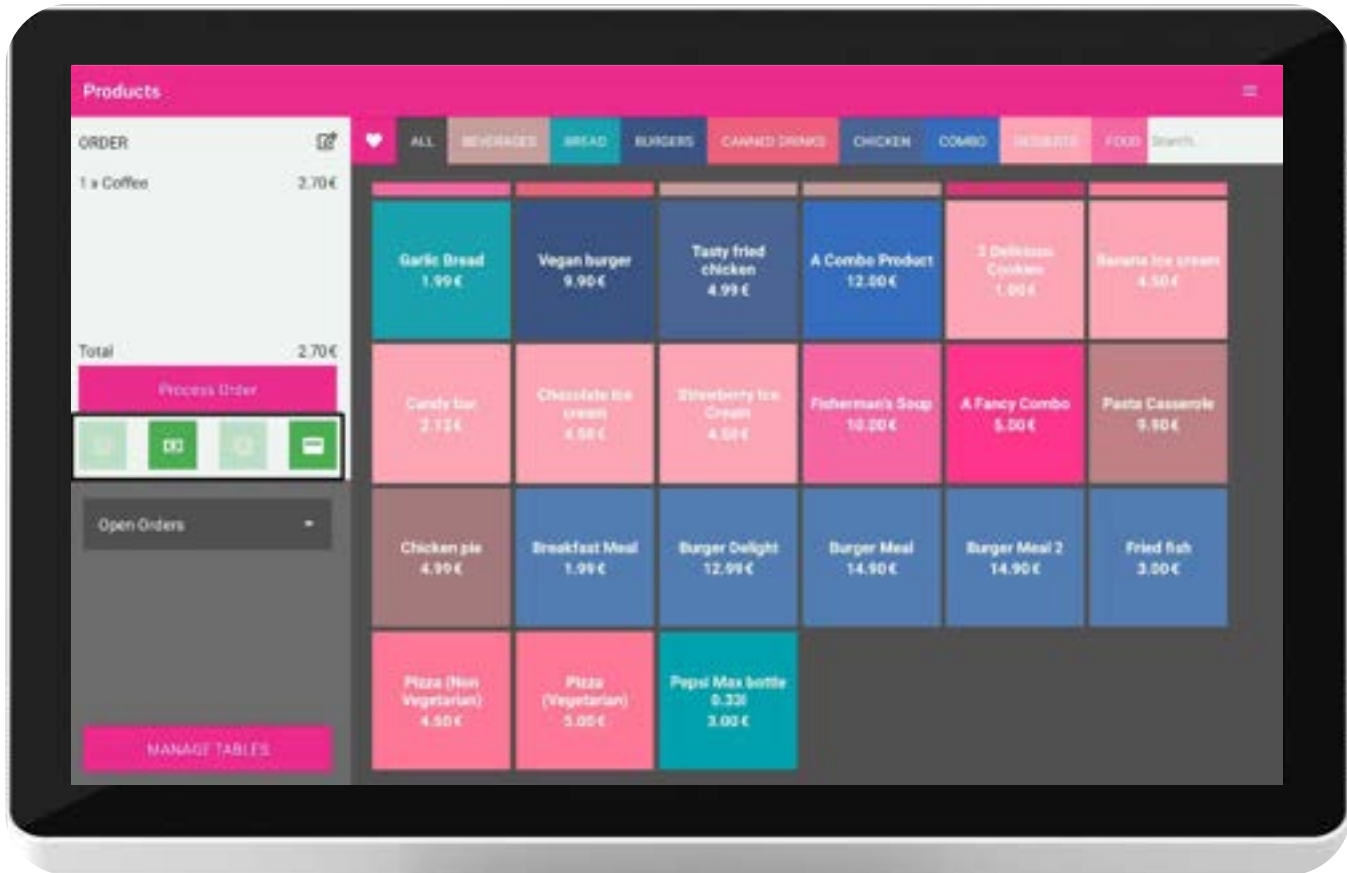 Products
ORDER
1 x Coffee 2.70€
Total 2.70€
Process Order
Open Orders
MANAGE TABLES
ALL BEVERAGES BREAD BURGERS CANNED DRINKS CHICKEN COMBO DESSERTS FOOD Search...
Garlic Bread
1.99€
Vegan burger
9.90€
Tasty fried
chicken
4.99€
A Combo Product
12.00€
3 Delicious
Cookies
1.00€
Banana Ice cream
4.50€
Candy bar
Chocolate Ice
cream
4.50€
Strawberry Ice
Cream
4.50€
Fisherman's Soup
10.00€
A Fancy Combo
5.00€
Pasta Casserole
9.90€
Chicken pie
4.99€
Breakfast Meal
1.99€
Burger Delight
12.99€
Burger Meal
14.90€
Burger Meal 2
14.90€
Fried fish
3.00€
Pizza (Non
Vegetarian)
4.50€
Pizza
(Vegetarian)
5.00€
Pepsi Max bottle
0.33l
3.00€